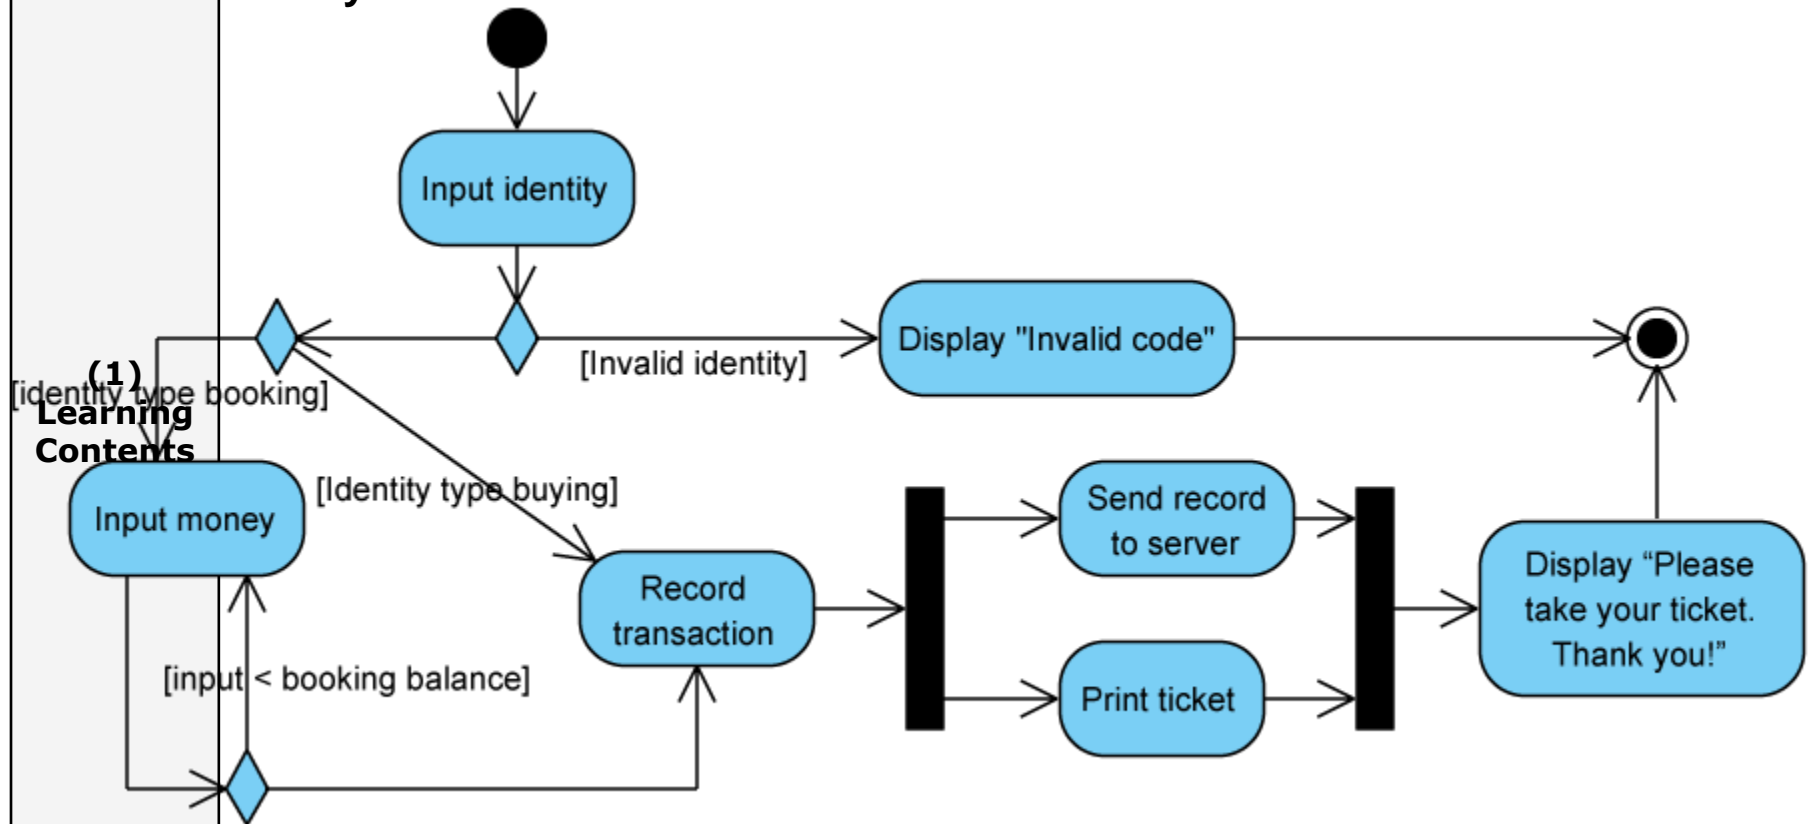 Input identity
Display "Invalid code"
[Invalid identity]
(1)
[identity type booking]
Learning
Contents
Input money
[Identity type buying]
Send record
to server
Record
transaction
Display “Please
take your ticket.
Thank you!”
[input < booking balance]
Print ticket